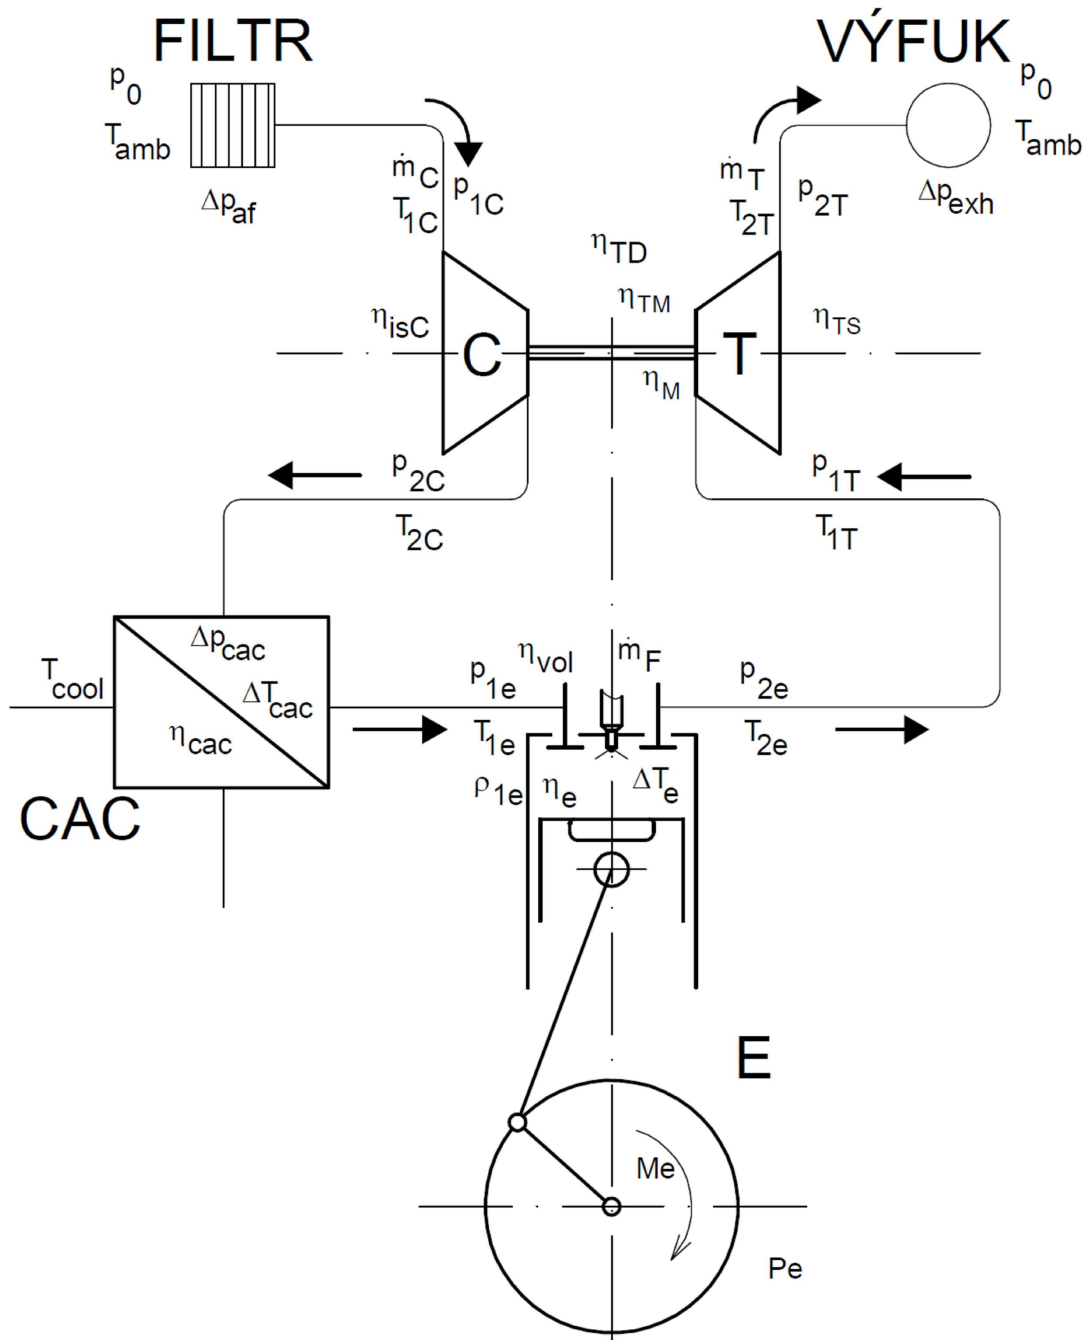 FILTR
VÝFUK
p0
Tamb
Δpaf
ṁC
p1C
T1C
ṁT
p2T
T2T
p0
Tamb
Δpexh
ηTD
ηTM
ηisC
C
T
ηTS
ηM
p2C
T2C
p1T
T1T
Tcool
Δpcac
ΔTcac
ηcac
CAC
p1e
T1e
ρ1e
ηvol
ṁF
ηe
ΔTe
p2e
T2e
E
Me
Pe